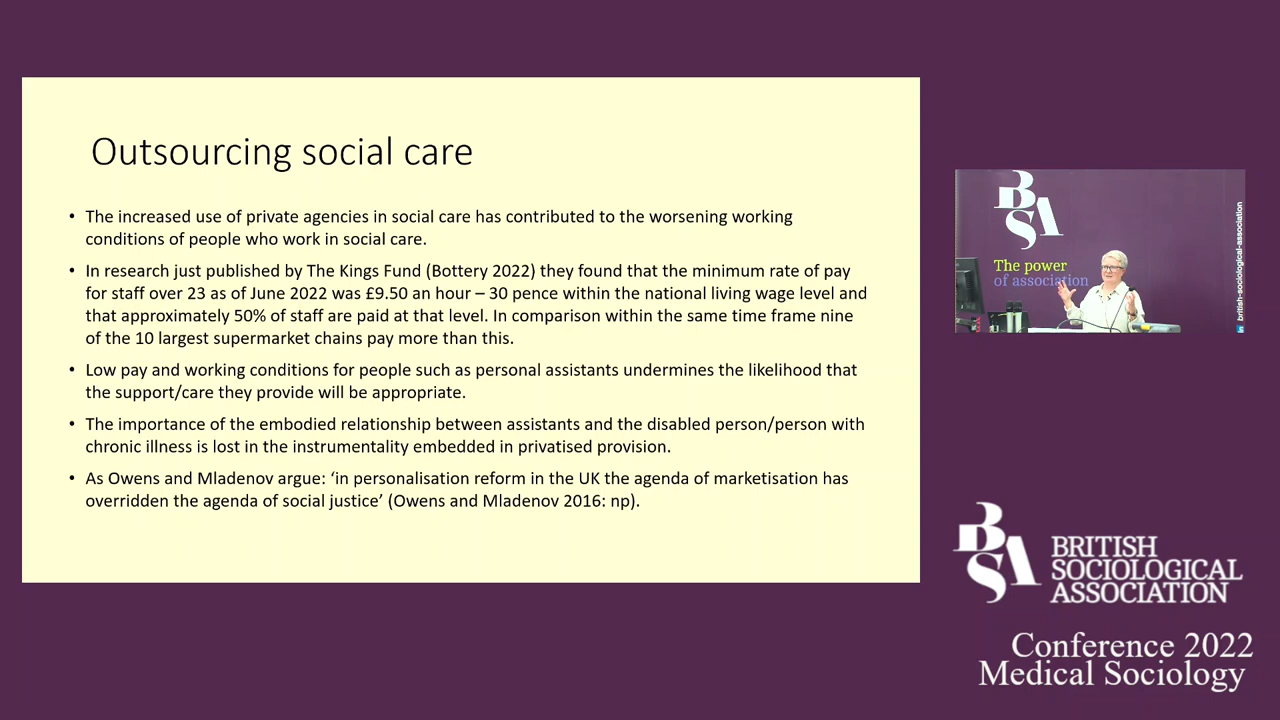 Outsourcing social care
• The increased use of private agencies in social care has contributed to the worsening working
conditions of people who work in social care.
• In research just published by The Kings Fund (Bottery 2022) they found that the minimum rate of pay
for staff over 23 as of June 2022 was £9.50 an hour – 30 pence within the national living wage level and
that approximately 50% of staff are paid at that level. In comparison within the same time frame nine
of the 10 largest supermarket chains pay more than this.
• Low pay and working conditions for people such as personal assistants undermines the likelihood that
the support/care they provide will be appropriate.
• The importance of the embodied relationship between assistants and the disabled person/person with
chronic illness is lost in the instrumentality embedded in privatised provision.
• As Owens and Mladenov argue: ‘in personalisation reform in the UK the agenda of marketisation has
overridden the agenda of social justice’ (Owens and Mladenov 2016: np).
BSA
The power
of association
british-sociological-association
in
BSA
BRITISH
SOCIOLOGICAL
ASSOCIATION
Conference 2022
Medical Sociology